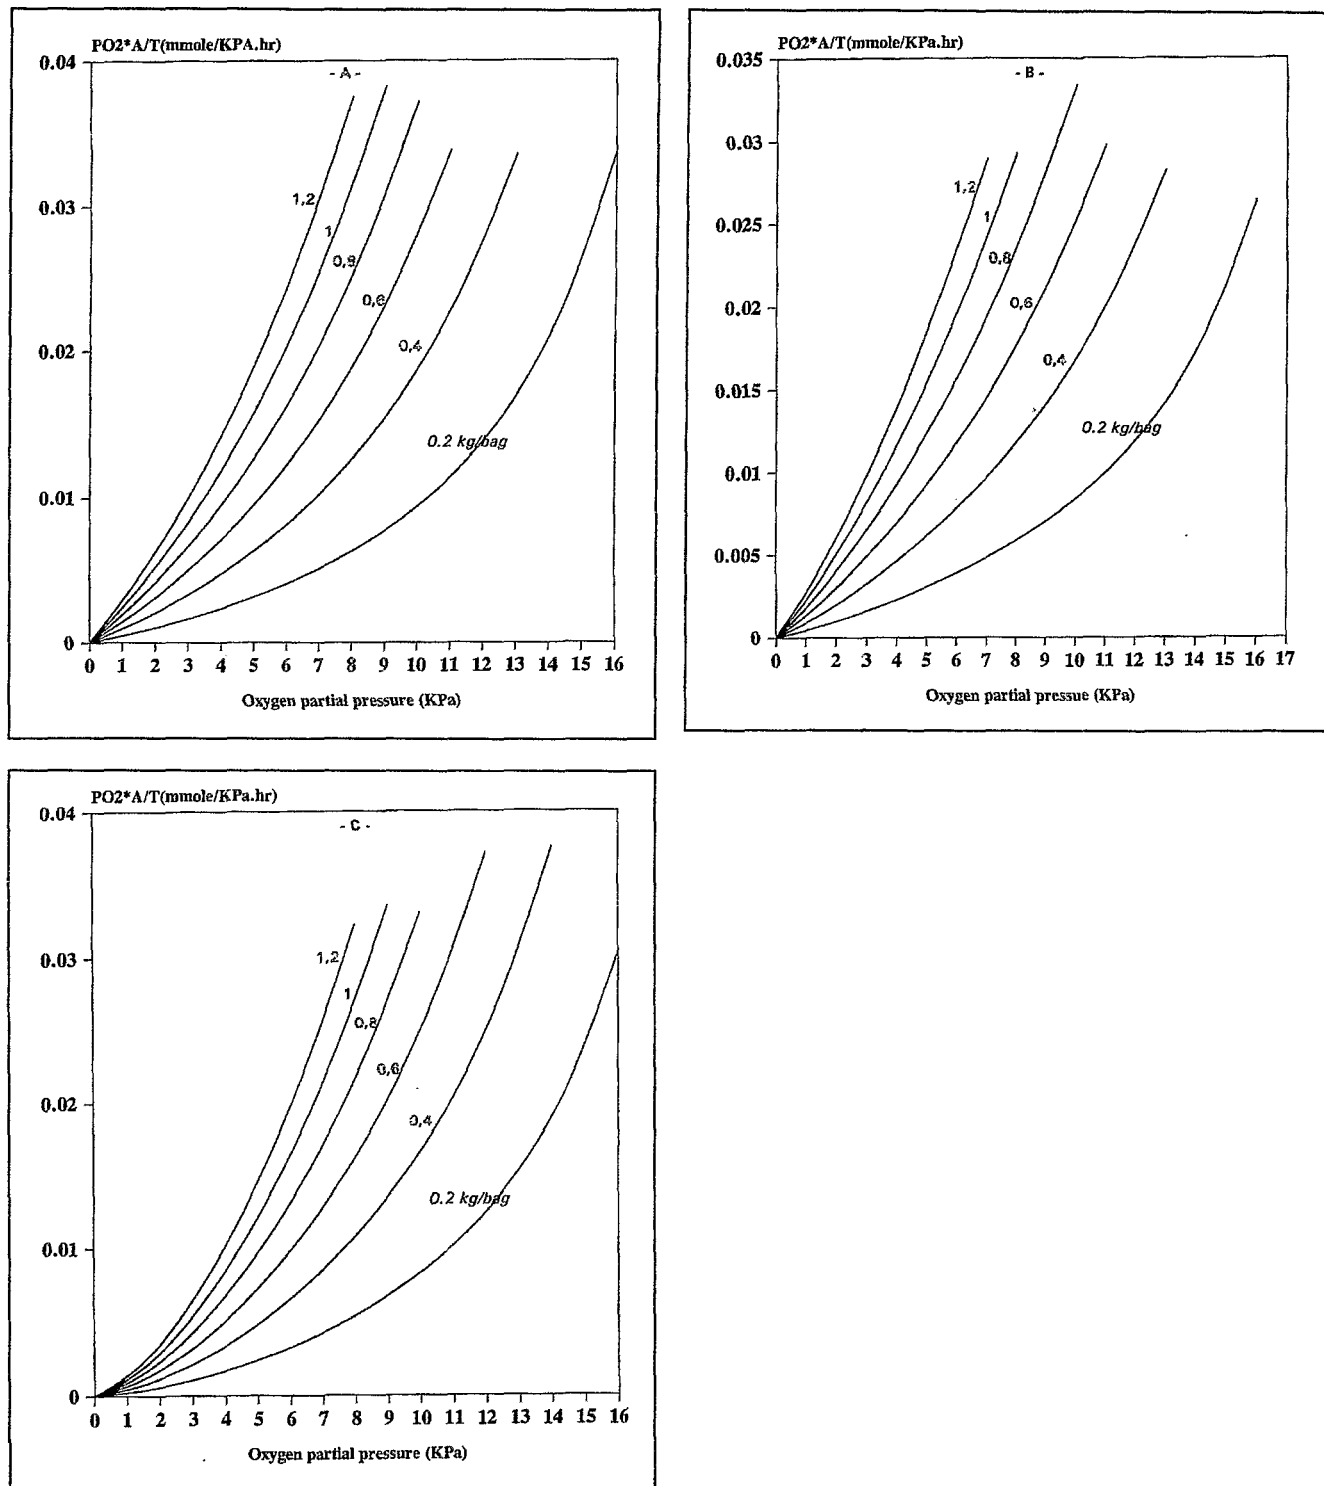 PO2*A/T(mmole/KPA.hr)
- A -
0.04
0.03
0.02
0.01
0
1,2
1
0,8
0,6
0,4
0.2 kg/bag
0 1 2 3 4 5 6 7 8 9 10 11 12 13 14 15 16
Oxygen partial pressure (KPa)
PO2*A/T(mmole/KPa.hr)
- B -
0.035
0.03
0.025
0.02
0.015
0.01
0.005
0
1,2
1
0,8
0,6
0,4
0.2 kg/bag
0 1 2 3 4 5 6 7 8 9 10 11 12 13 14 15 16 17
Oxygen partial pressue (KPa)
PO2*A/T(mmole/KPa.hr)
- C -
0.04
0.03
0.02
0.01
0
1,2
1
0,8
0,6
0,4
0.2 kg/bag
0 1 2 3 4 5 6 7 8 9 10 11 12 13 14 15 16
Oxygen partial pressure (KPa)